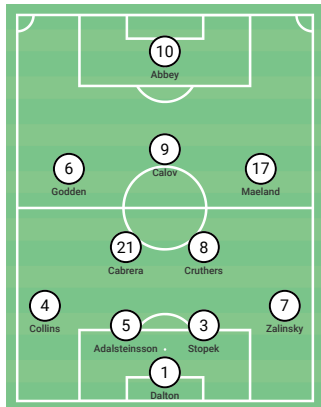 10
Abbey
9
Calov
6
Godden
17
Maeland
21
Cabrera
8
Cruthers
4
Collins
7
Zalinsky
5
Adalsteinsson
3
Stopek
1
Dalton